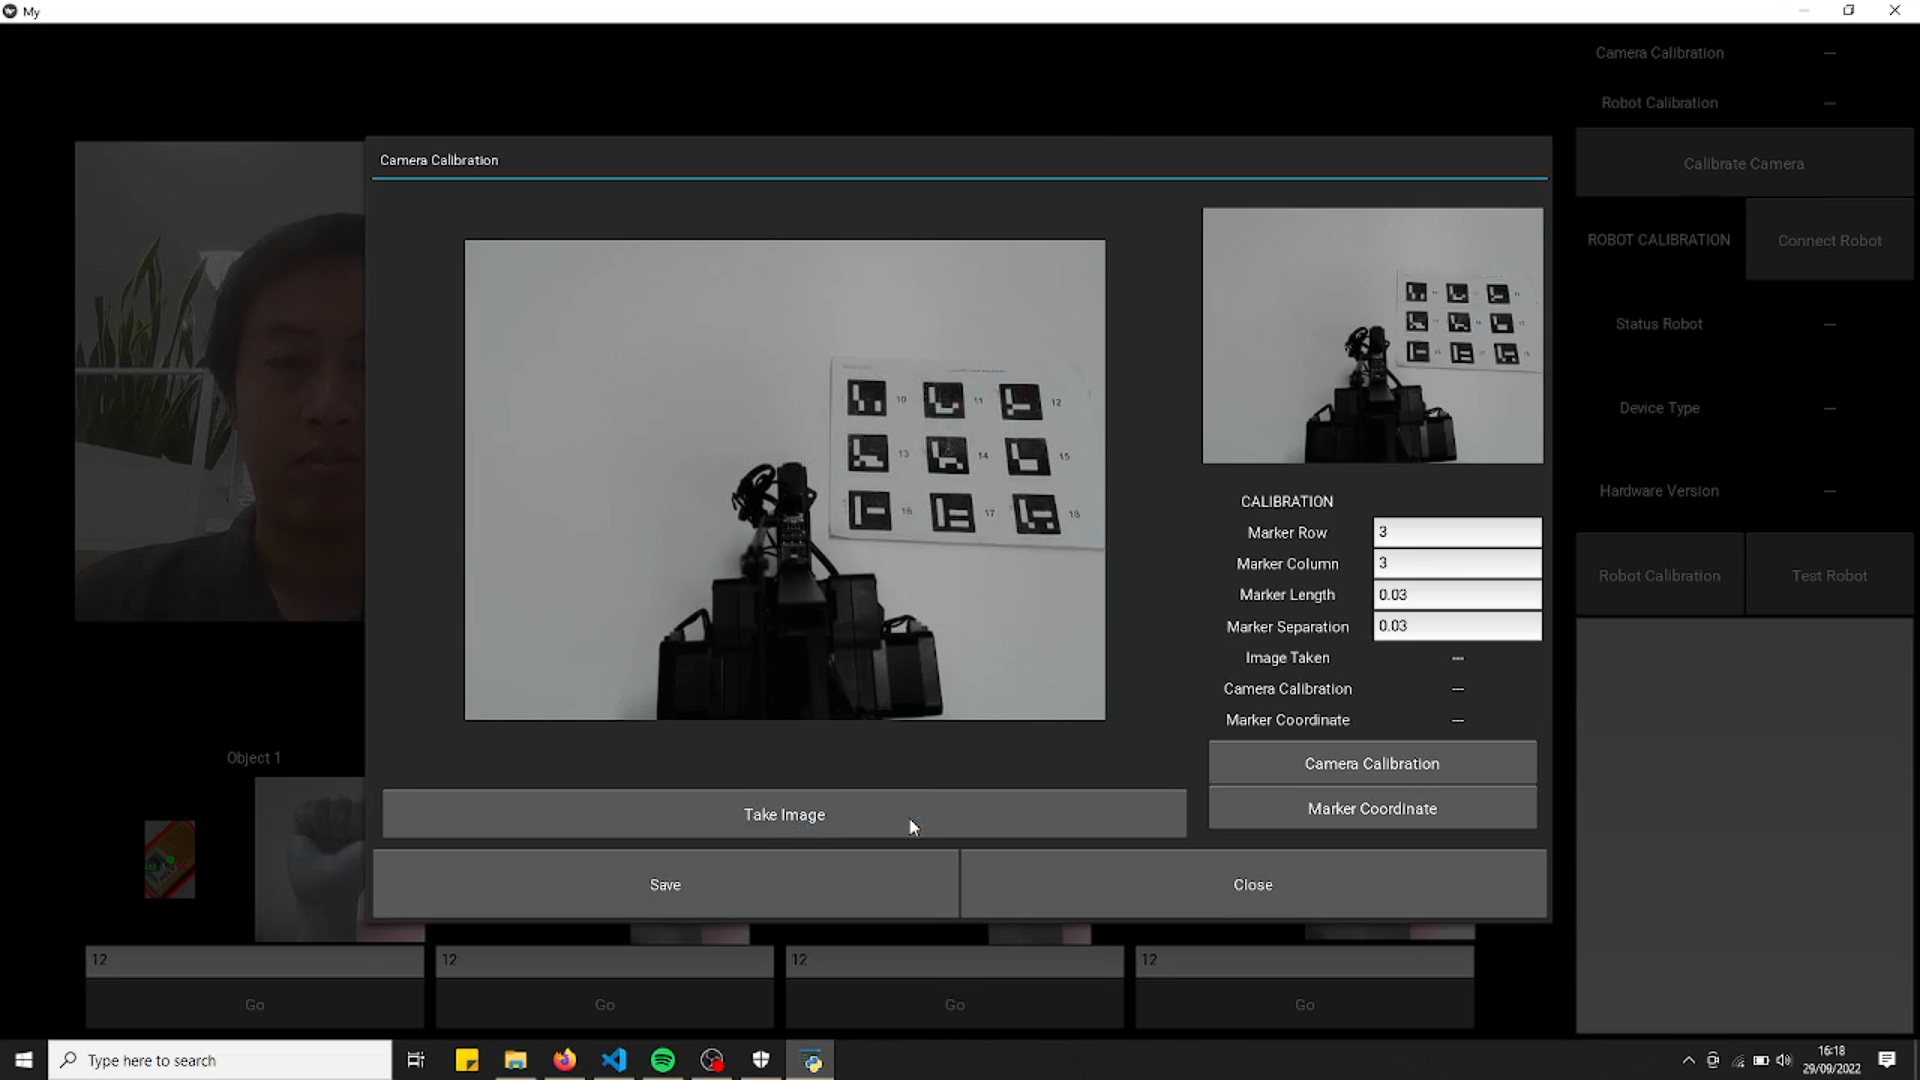 My
Camera Calibration —
Robot Calibration —
Calibrate Camera
ROBOT CALIBRATION
Connect Robot
Status Robot —
Device Type —
Hardware Version —
Robot Calibration
Test Robot
Camera Calibration
10 11 12
13 14 15
16 17 18
CALIBRATION
Marker Row 3
Marker Column 3
Marker Length 0.03
Marker Separation 0.03
Image Taken —
Camera Calibration —
Marker Coordinate —
Camera Calibration
Marker Coordinate
Take Image
Save
Close
Object 1
12 12 12 12
Go Go Go Go
Type here to search
16:18
29/09/2022